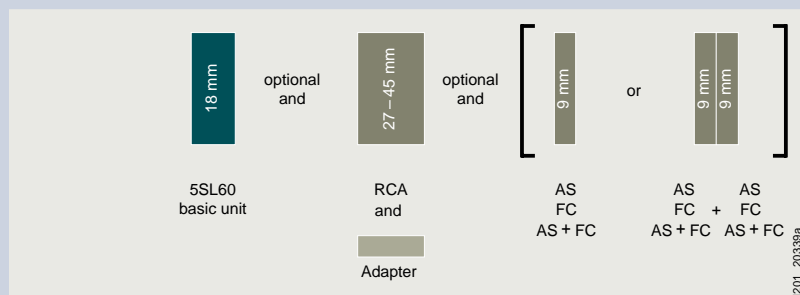 18 mm
optional
and
27 – 45 mm
optional
and
9 mm
or
9 mm
9 mm
5SL60
basic unit
RCA
and
Adapter
AS
FC
AS + FC
AS AS
FC + FC
AS + FC AS + FC
201_20339a